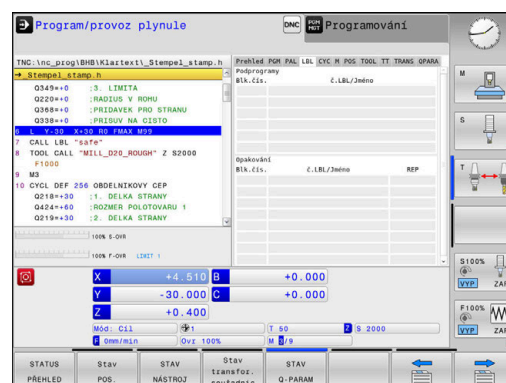 Program/provoz plynule
DNC
PGM MGT
Programování
TNC:\nc_prog\BHB\Klartext\_Stempel_stamp.h
→_Stempel_stamp.h
Q349=+0 ;3. LIMITA
Q220=+0 ;RADIUS V ROHU
Q368=+0 ;PRIDAVEK PRO STRANU
Q338=+0 ;PRISUV NA CISTO
6 L Y-30 X+30 R0 FMAX M99
7 CALL LBL "safe"
8 TOOL CALL "MILL_D20_ROUGH" Z S2000
F1000
9 M3
10 CYCL DEF 256 OBDELNIKOVY CEP
Q218=+30 ;1. DELKA STRANY
Q424=+60 ;ROZMER POLOTOVARU 1
Q219=+30 ;2. DELKA STRANY
Prehled PGM PAL LBL CYC M POS TOOL TT TRANS QPARA
Podprogramy
Blk.čís. č.LBL/Jméno
Opakování
Blk.čís. č.LBL/Jméno REP
100% S-OVR
100% F-OVR LIMIT 1
X +4.510 B +0.000
Y -30.000 C +0.000
Z +0.400
Mód: Cíl 1 T 50 Z S 2000
F 0mm/min Ovr 100% M 3/9
M
S
T
S100%
VYP ZAP
F100%
VYP ZAP
STATUS PŘEHLED
Stav POS.
STAV NÁSTROJ
Stav transfor. souřadnic
STAV Q-PARAM